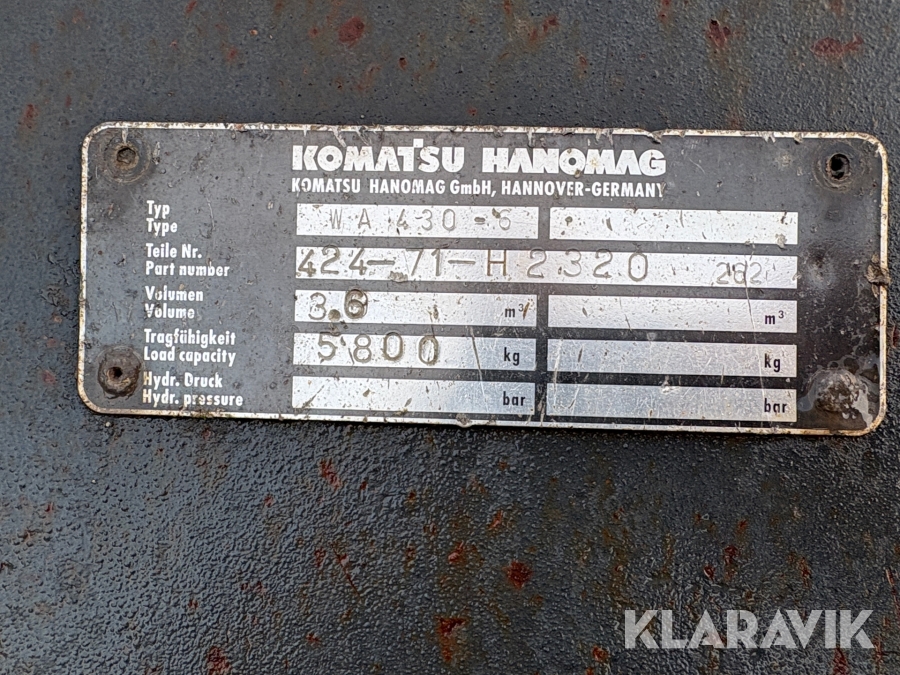 KOMATSU HANOMAG
KOMATSU HANOMAG GmbH, HANNOVER-GERMANY
Typ
Type WA 430-6
Teile Nr.
Part number 424-71-H2320 282
Volumen
Volume 3.6 m³ m³
Tragfähigkeit
Load capacity 5800 kg kg
Hydr. Druck
Hydr. pressure bar bar
KLARAVIK